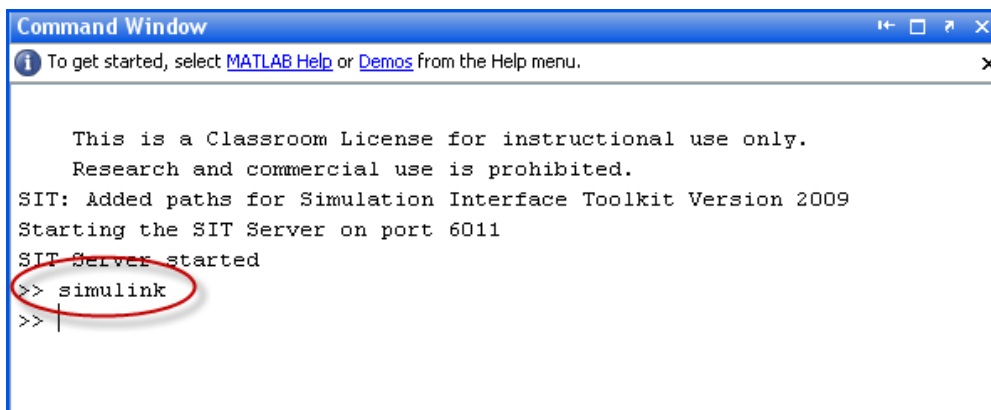 Command Window
To get started, select MATLAB Help or Demos from the Help menu.
This is a Classroom License for instructional use only.
Research and commercial use is prohibited.
SIT: Added paths for Simulation Interface Toolkit Version 2009
Starting the SIT Server on port 6011
SIT Server started
>> simulink
>>